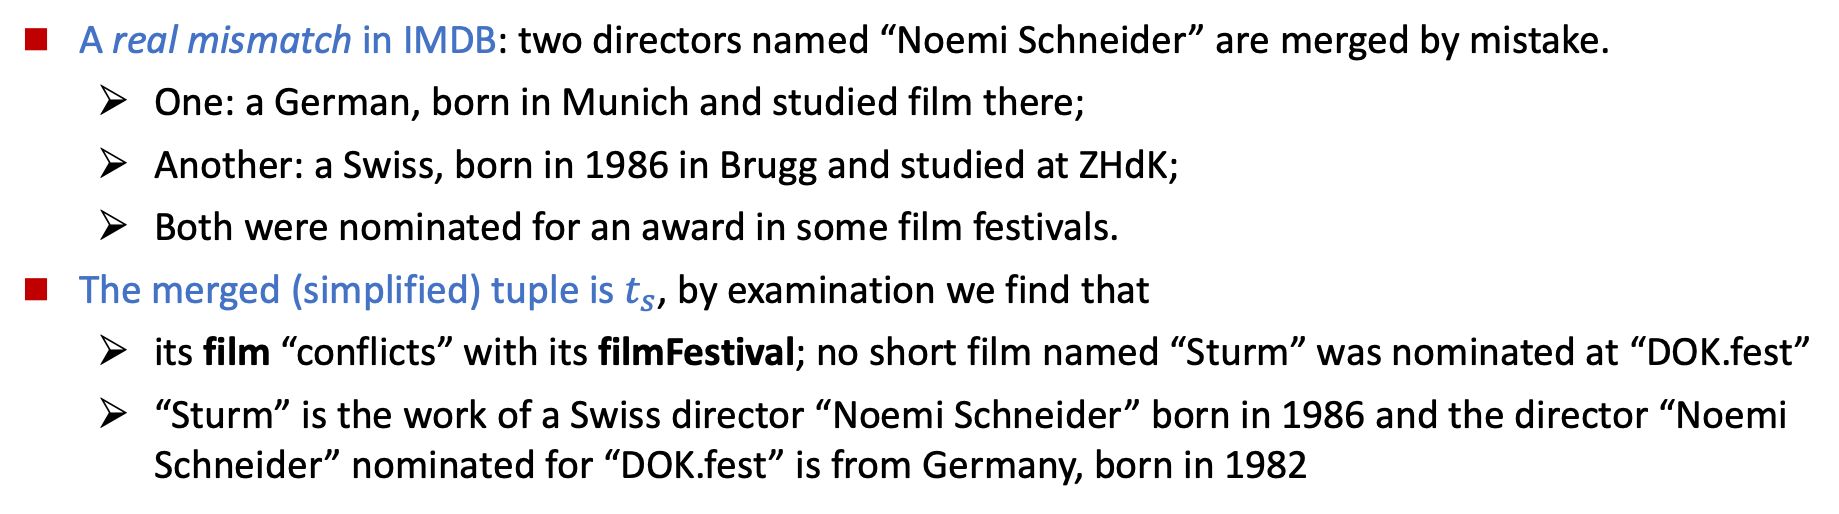 A real mismatch in IMDB: two directors named “Noemi Schneider” are merged by mistake.
One: a German, born in Munich and studied film there;
Another: a Swiss, born in 1986 in Brugg and studied at ZHdK;
Both were nominated for an award in some film festivals.
The merged (simplified) tuple is tₛ, by examination we find that
its film “conflicts” with its filmFestival; no short film named “Sturm” was nominated at “DOK.fest”
“Sturm” is the work of a Swiss director “Noemi Schneider” born in 1986 and the director “Noemi
Schneider” nominated for “DOK.fest” is from Germany, born in 1982